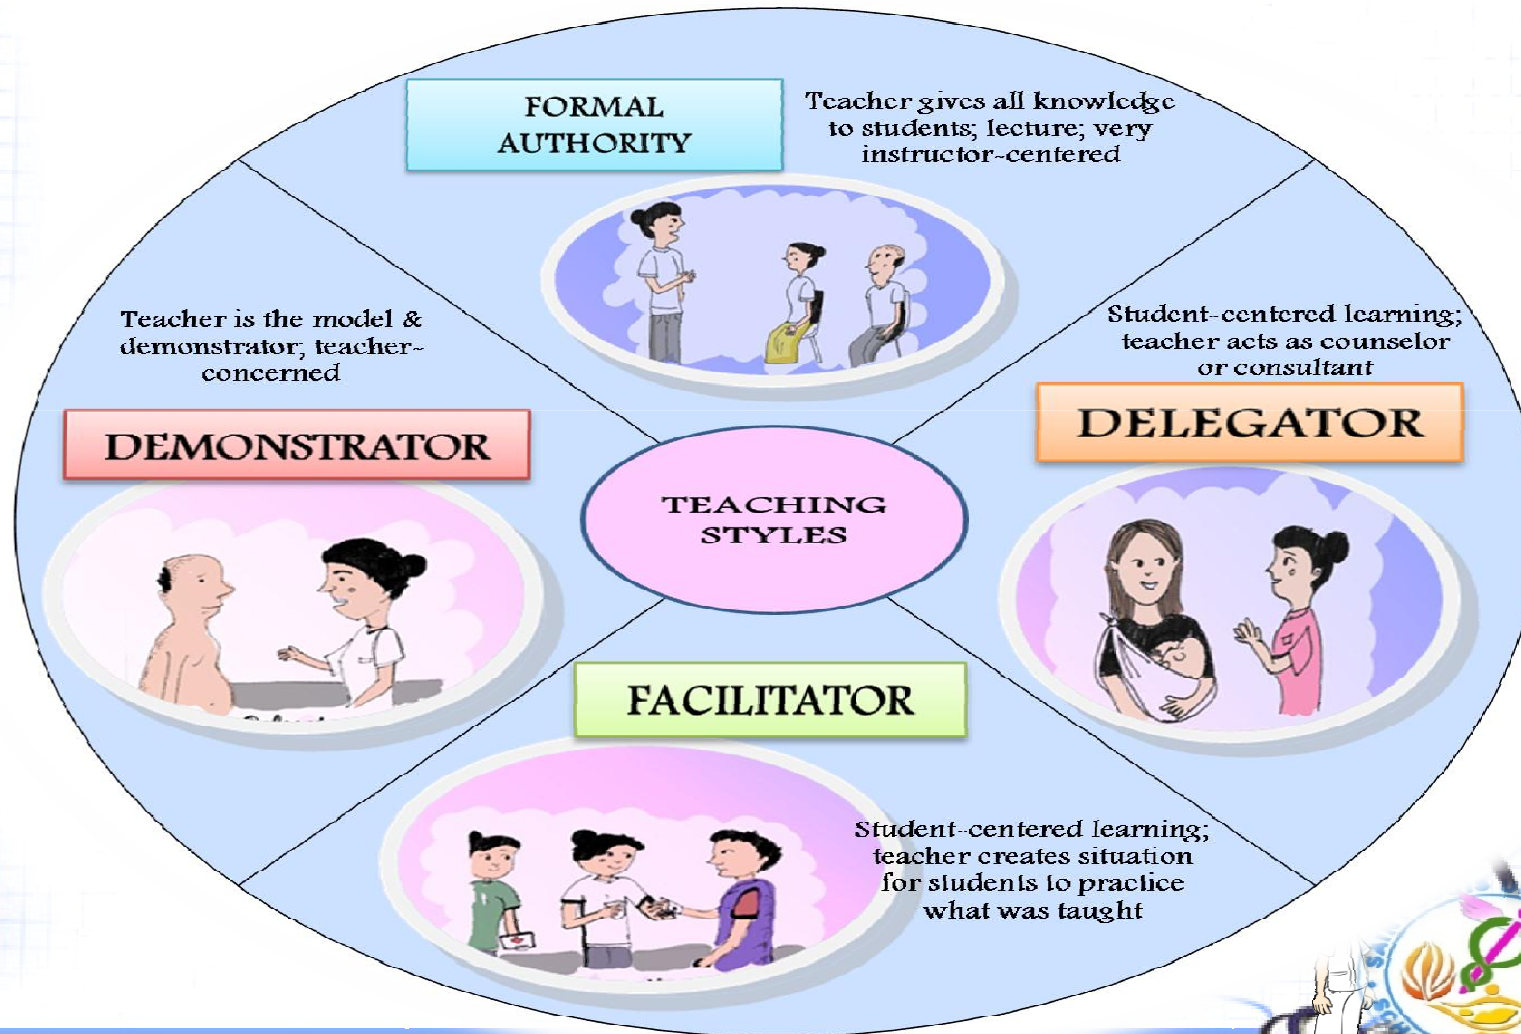 FORMAL
AUTHORITY
Teacher gives all knowledge
to students; lecture; very
instructor-centered
Teacher is the model &
demonstrator; teacher-
concerned
DEMONSTRATOR
Student-centered learning;
teacher acts as counselor
or consultant
DELEGATOR
TEACHING
STYLES
FACILITATOR
Student-centered learning;
teacher creates situation
for students to practice
what was taught